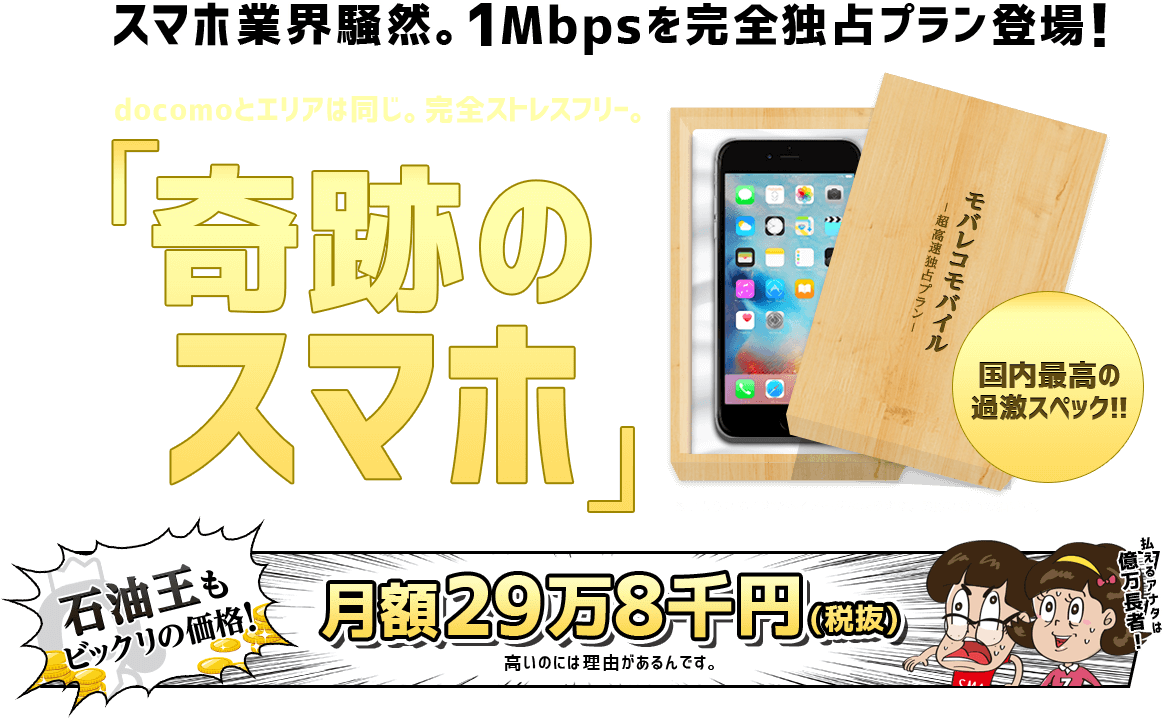 スマホ業界騒然。1Mbpsを完全独占プラン登場!
docomoとエリアは同じ。完全ストレスフリー。
「奇跡の
スマホ」
モバレコモバイル
ー超高速独占プランー
国内最高の
過激スペック!!
石油王も
ビックリの価格!
月額29万8千円(税抜)
高いのには理由があるんです。
払えるアナタは
億万長者!